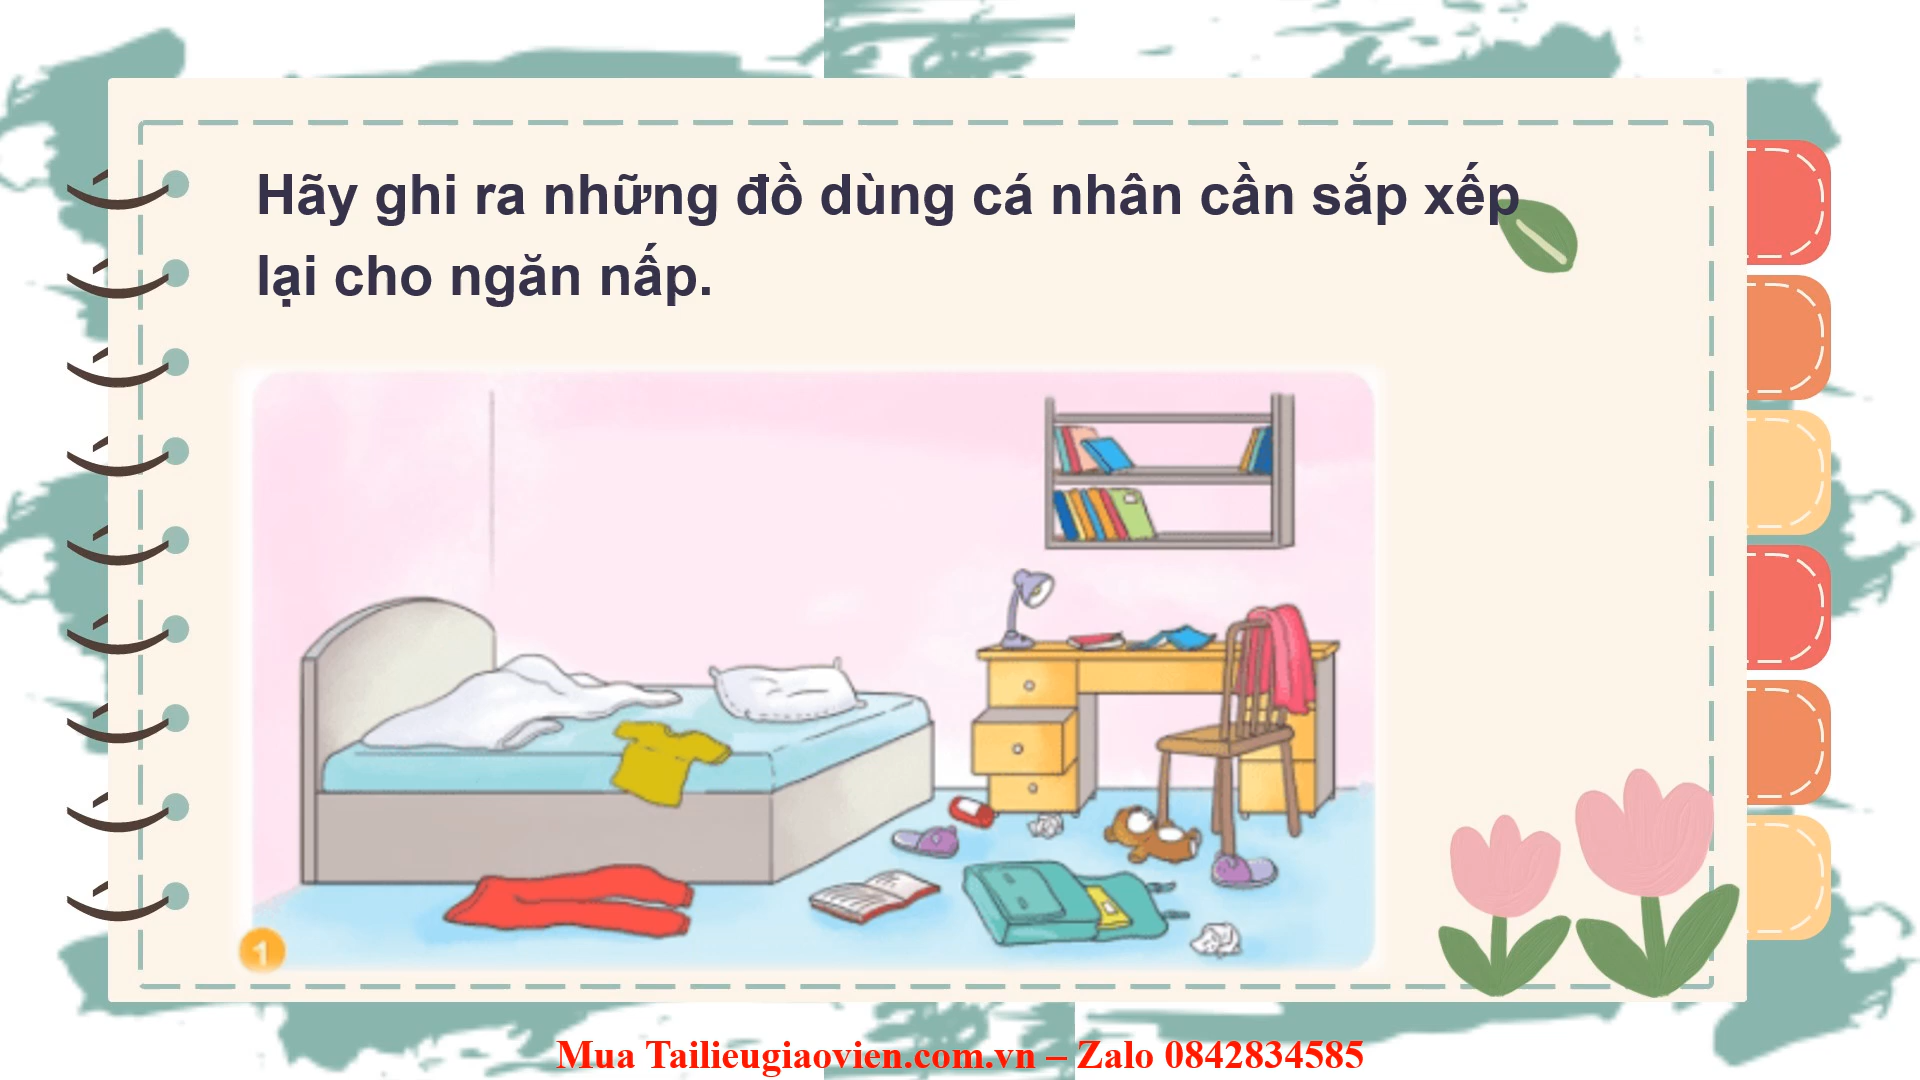 Hãy ghi ra những đồ dùng cá nhân cần sắp xếp
lại cho ngăn nấp.
1
Mua Tailieugiaovien.com.vn – Zalo 0842834585